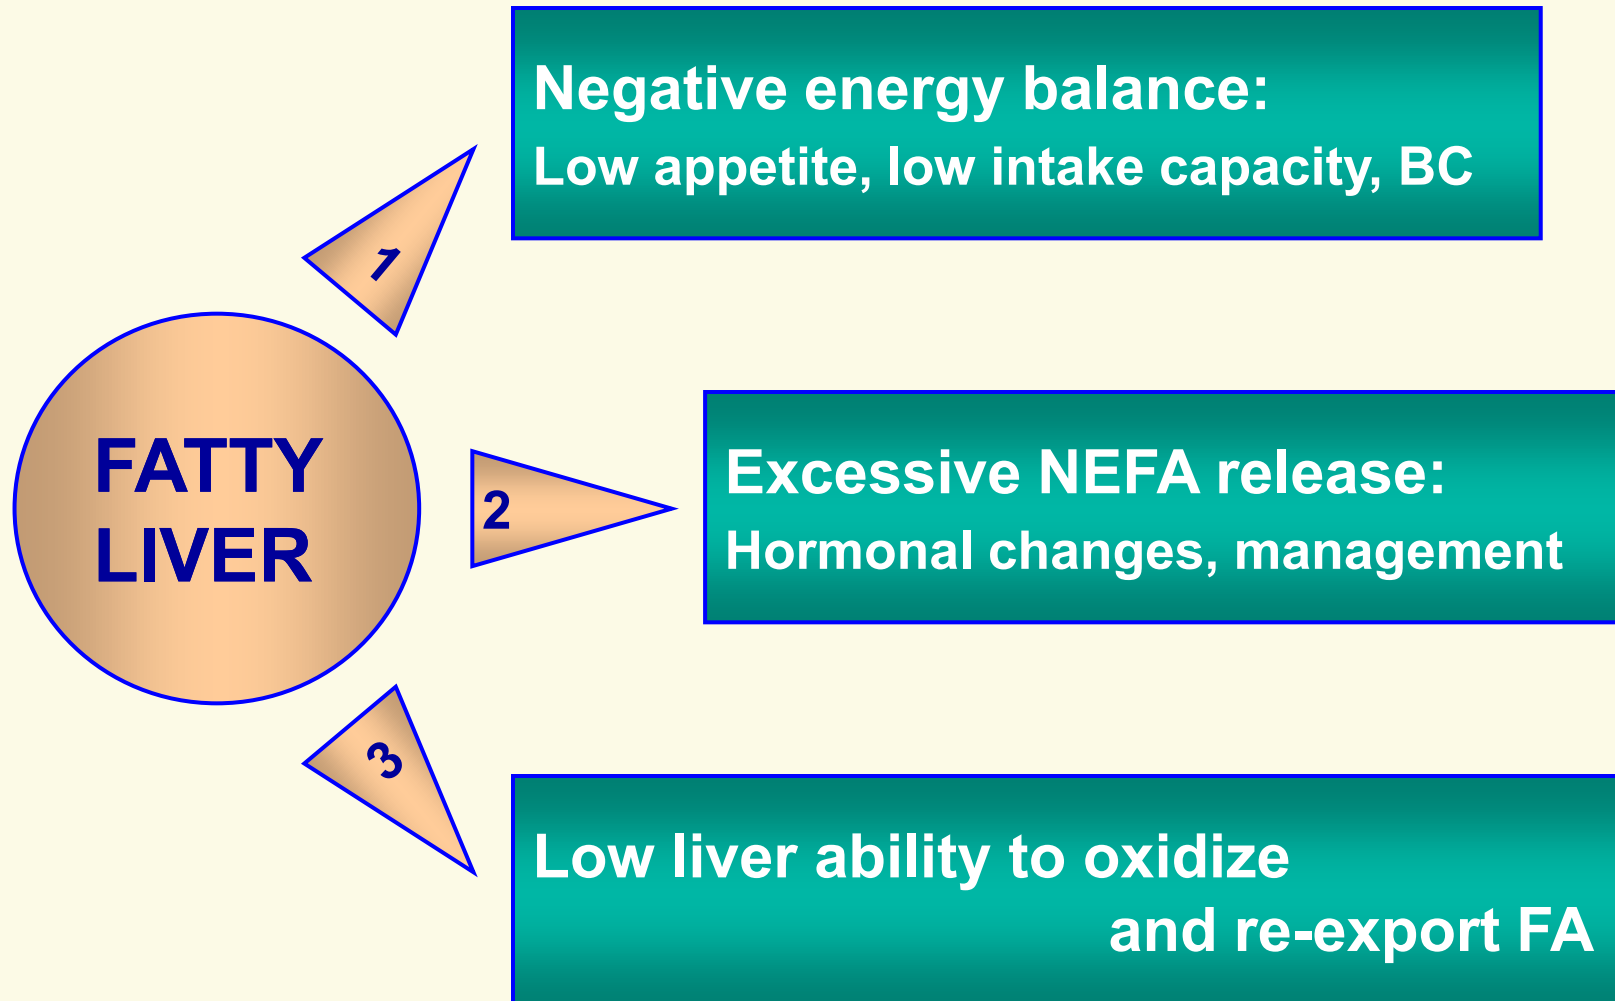 Negative energy balance:
Low appetite, low intake capacity, BC
1
FATTY
LIVER
2
Excessive NEFA release:
Hormonal changes, management
3
Low liver ability to oxidize
and re-export FA